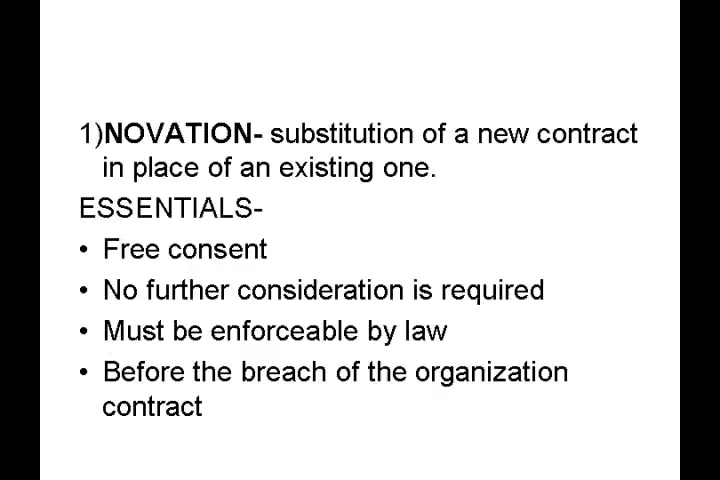 1)NOVATION- substitution of a new contract
in place of an existing one.
ESSENTIALS-
• Free consent
• No further consideration is required
• Must be enforceable by law
• Before the breach of the organization
contract